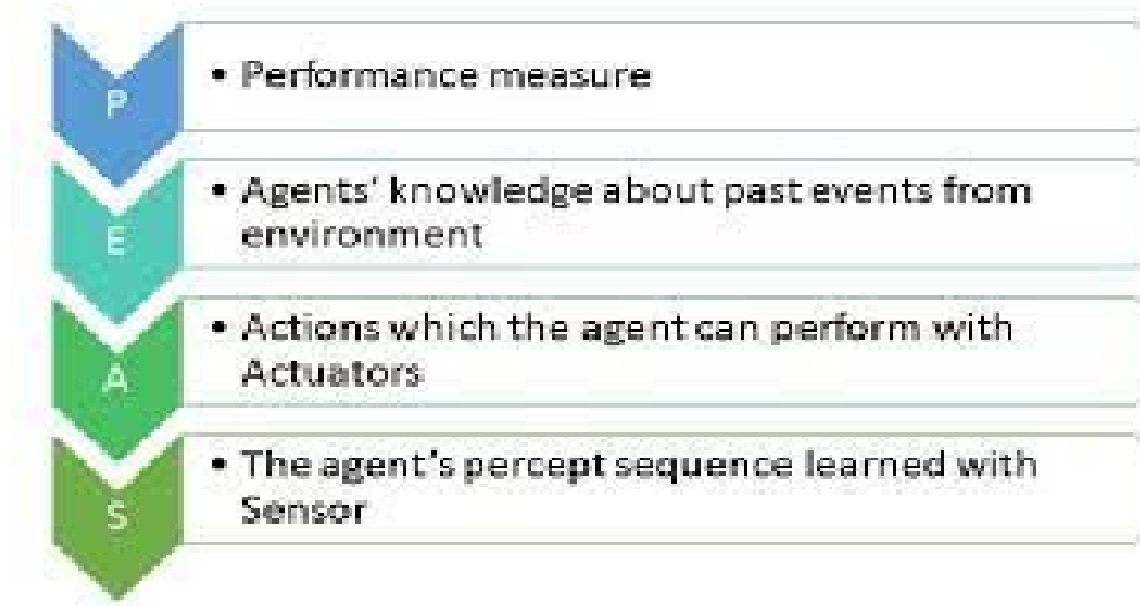 P
• Performance measure
E
• Agents' knowledge about past events from
environment
A
• Actions which the agent can perform with
Actuators
S
• The agent's percept sequence learned with
Sensor